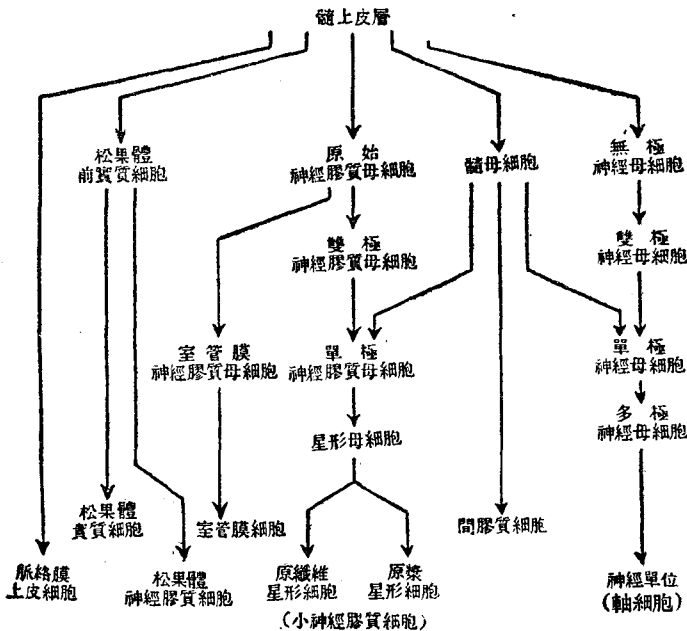 髓上皮層
松果體
前實質細胞
原始
神經膠質母細胞
髓母細胞
無極
神經母細胞
雙極
神經膠質母細胞
雙極
神經母細胞
室管膜
神經膠質母細胞
單極
神經膠質母細胞
單極
神經母細胞
多極
神經母細胞
星形母細胞
松果體
實質細胞
室管膜細胞
間膠質細胞
脈絡膜
上皮細胞
松果體
神經膠質細胞
原纖維
星形細胞
原漿
星形細胞
(小神經膠質細胞)
神經單位
(軸細胞)